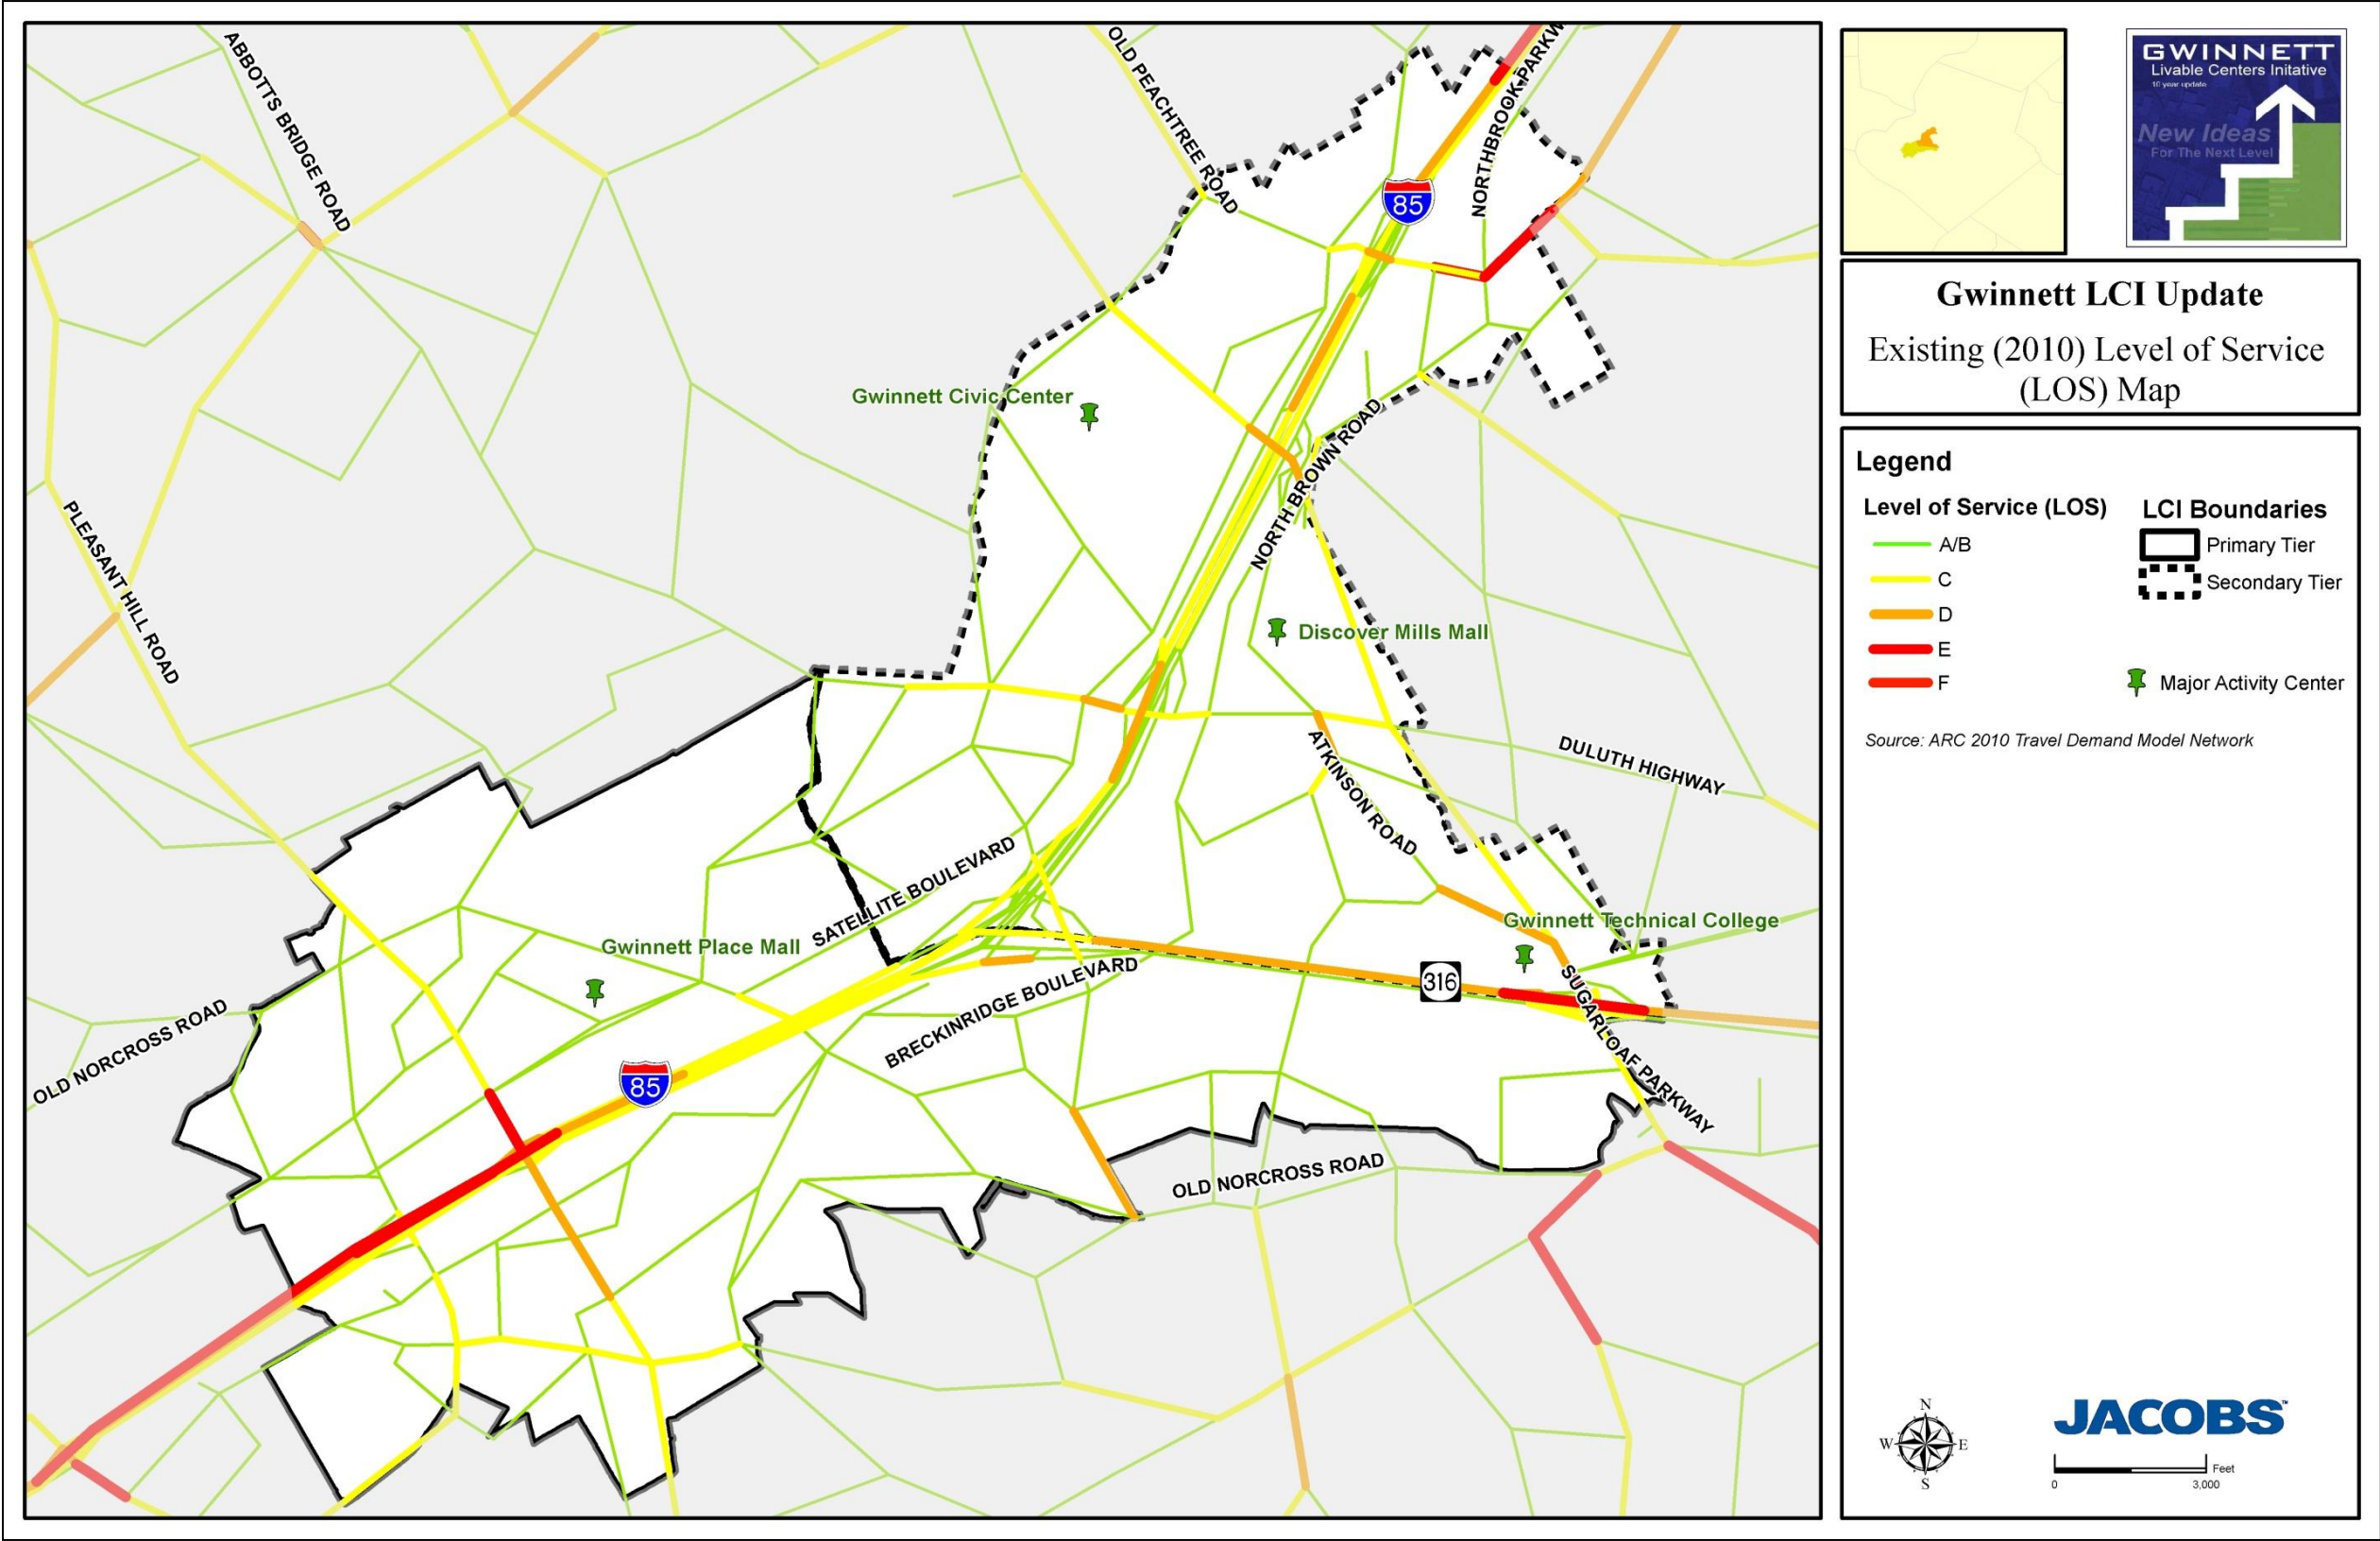 ABBOTTS BRIDGE ROAD
OLD PEACHTREE ROAD
NORTHBROOK PARKW
85
Gwinnett Civic Center
NORTH BROWN ROAD
PLEASANT HILL ROAD
Discover Mills Mall
DULUTH HIGHWAY
ATKINSON ROAD
SATELLITE BOULEVARD
Gwinnett Technical College
Gwinnett Place Mall
316
SUGARLOAF PARKWAY
BRECKINRIDGE BOULEVARD
OLD NORCROSS ROAD
85
OLD NORCROSS ROAD
GWINNETT
Livable Centers Initative
10 year update
New Ideas
For The Next Level
Gwinnett LCI Update
Existing (2010) Level of Service
(LOS) Map
Legend
Level of Service (LOS)
A/B
C
D
E
F
LCI Boundaries
Primary Tier
Secondary Tier
Major Activity Center
Source: ARC 2010 Travel Demand Model Network
N
W
E
S
JACOBS™
Feet
0
3,000